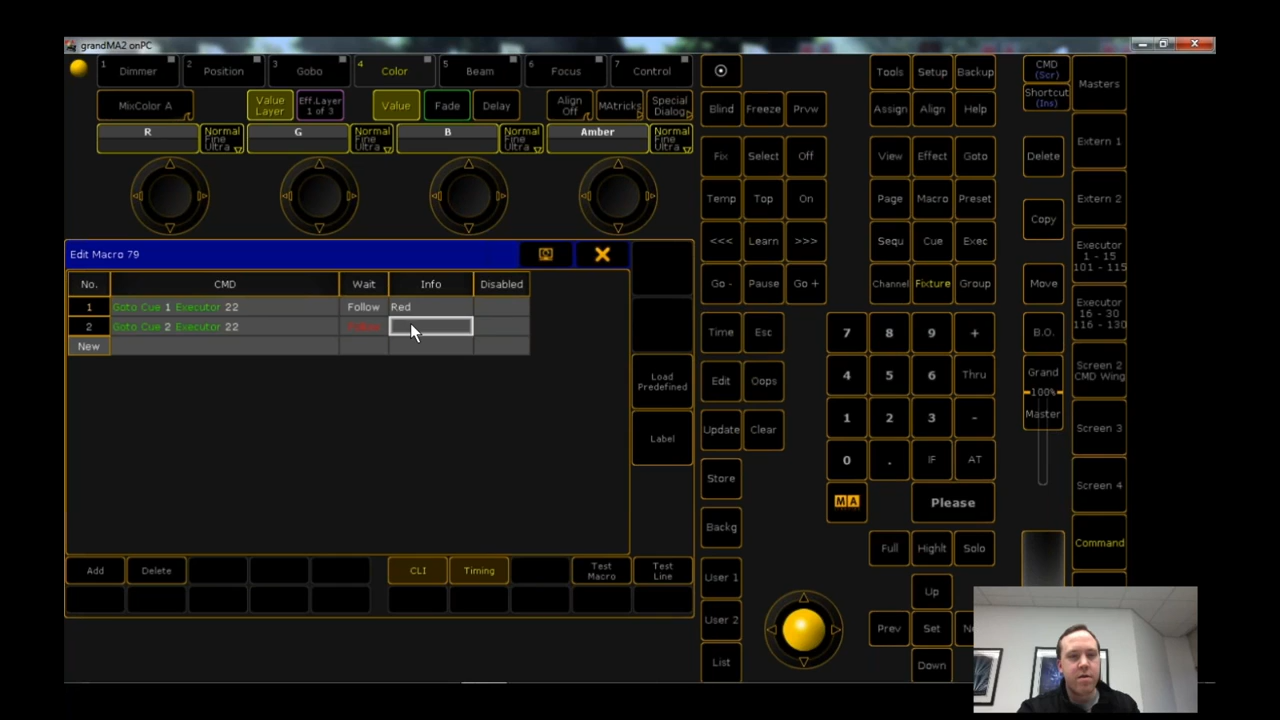 grandMA2 onPC
1 Dimmer 2 Position 3 Gobo 4 Color 5 Beam 6 Focus 7 Control
MixColor A Value Layer Eff.Layer 1 of 3 Value Fade Delay Align Off MAtricks Special Dialog
R Normal Fine Ultra G Normal Fine Ultra B Normal Fine Ultra Amber Normal Fine Ultra
Edit Macro 79
No. CMD Wait Info Disabled
1 Goto Cue 1 Executor 22 Follow Red
2 Goto Cue 2 Executor 22
New
Load Predefined
Label
Add Delete CLI Timing Test Macro Test Line
Tools Setup Backup
Blind Freeze Prvw Assign Align Help
Fix Select Off View Effect Goto
Temp Top On Page Macro Preset
<<< Learn >>> Sequ Cue Exec
Go - Pause Go + Channel Fixture Group
Time Esc 7 8 9 +
Edit Oops 4 5 6 Thru
Update Clear 1 2 3 -
0 . IF AT
Store MA Please
Backg
Full Highlt Solo
User 1 Up
User 2 Prev Set
List Down
CMD (Scr)
Shortcut (Ins)
Delete
Copy
Move
B.O.
Grand
100%
Master
Masters
Extern 1
Extern 2
Executor 1 - 15 101 - 115
Executor 16 - 30 116 - 130
Screen 2 CMD Wing
Screen 3
Screen 4
Command